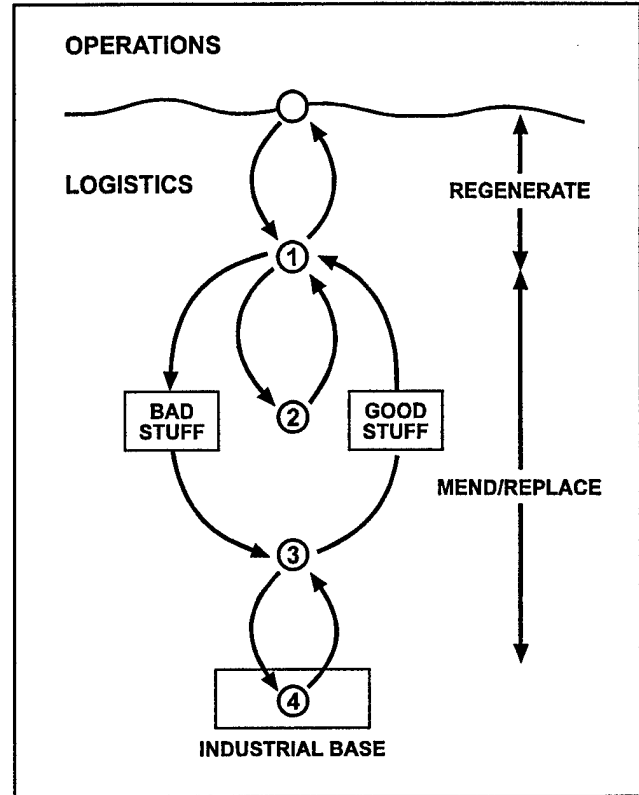 OPERATIONS
LOGISTICS
REGENERATE
1
BAD
STUFF
2
GOOD
STUFF
MEND/REPLACE
3
4
INDUSTRIAL BASE